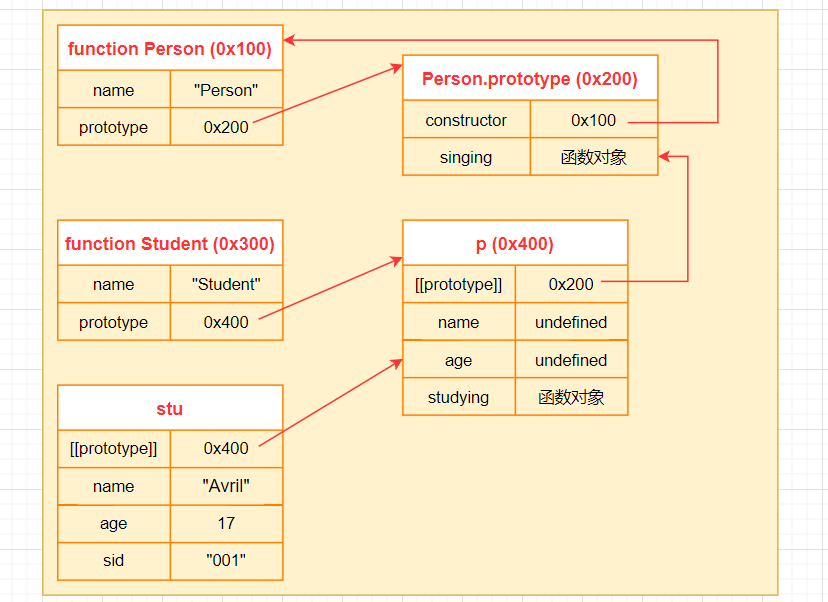 function Person (0x100)
name "Person"
prototype 0x200
Person.prototype (0x200)
constructor 0x100
singing 函数对象
function Student (0x300)
name "Student"
prototype 0x400
p (0x400)
[[prototype]] 0x200
name undefined
age undefined
studying 函数对象
stu
[[prototype]] 0x400
name "Avril"
age 17
sid "001"